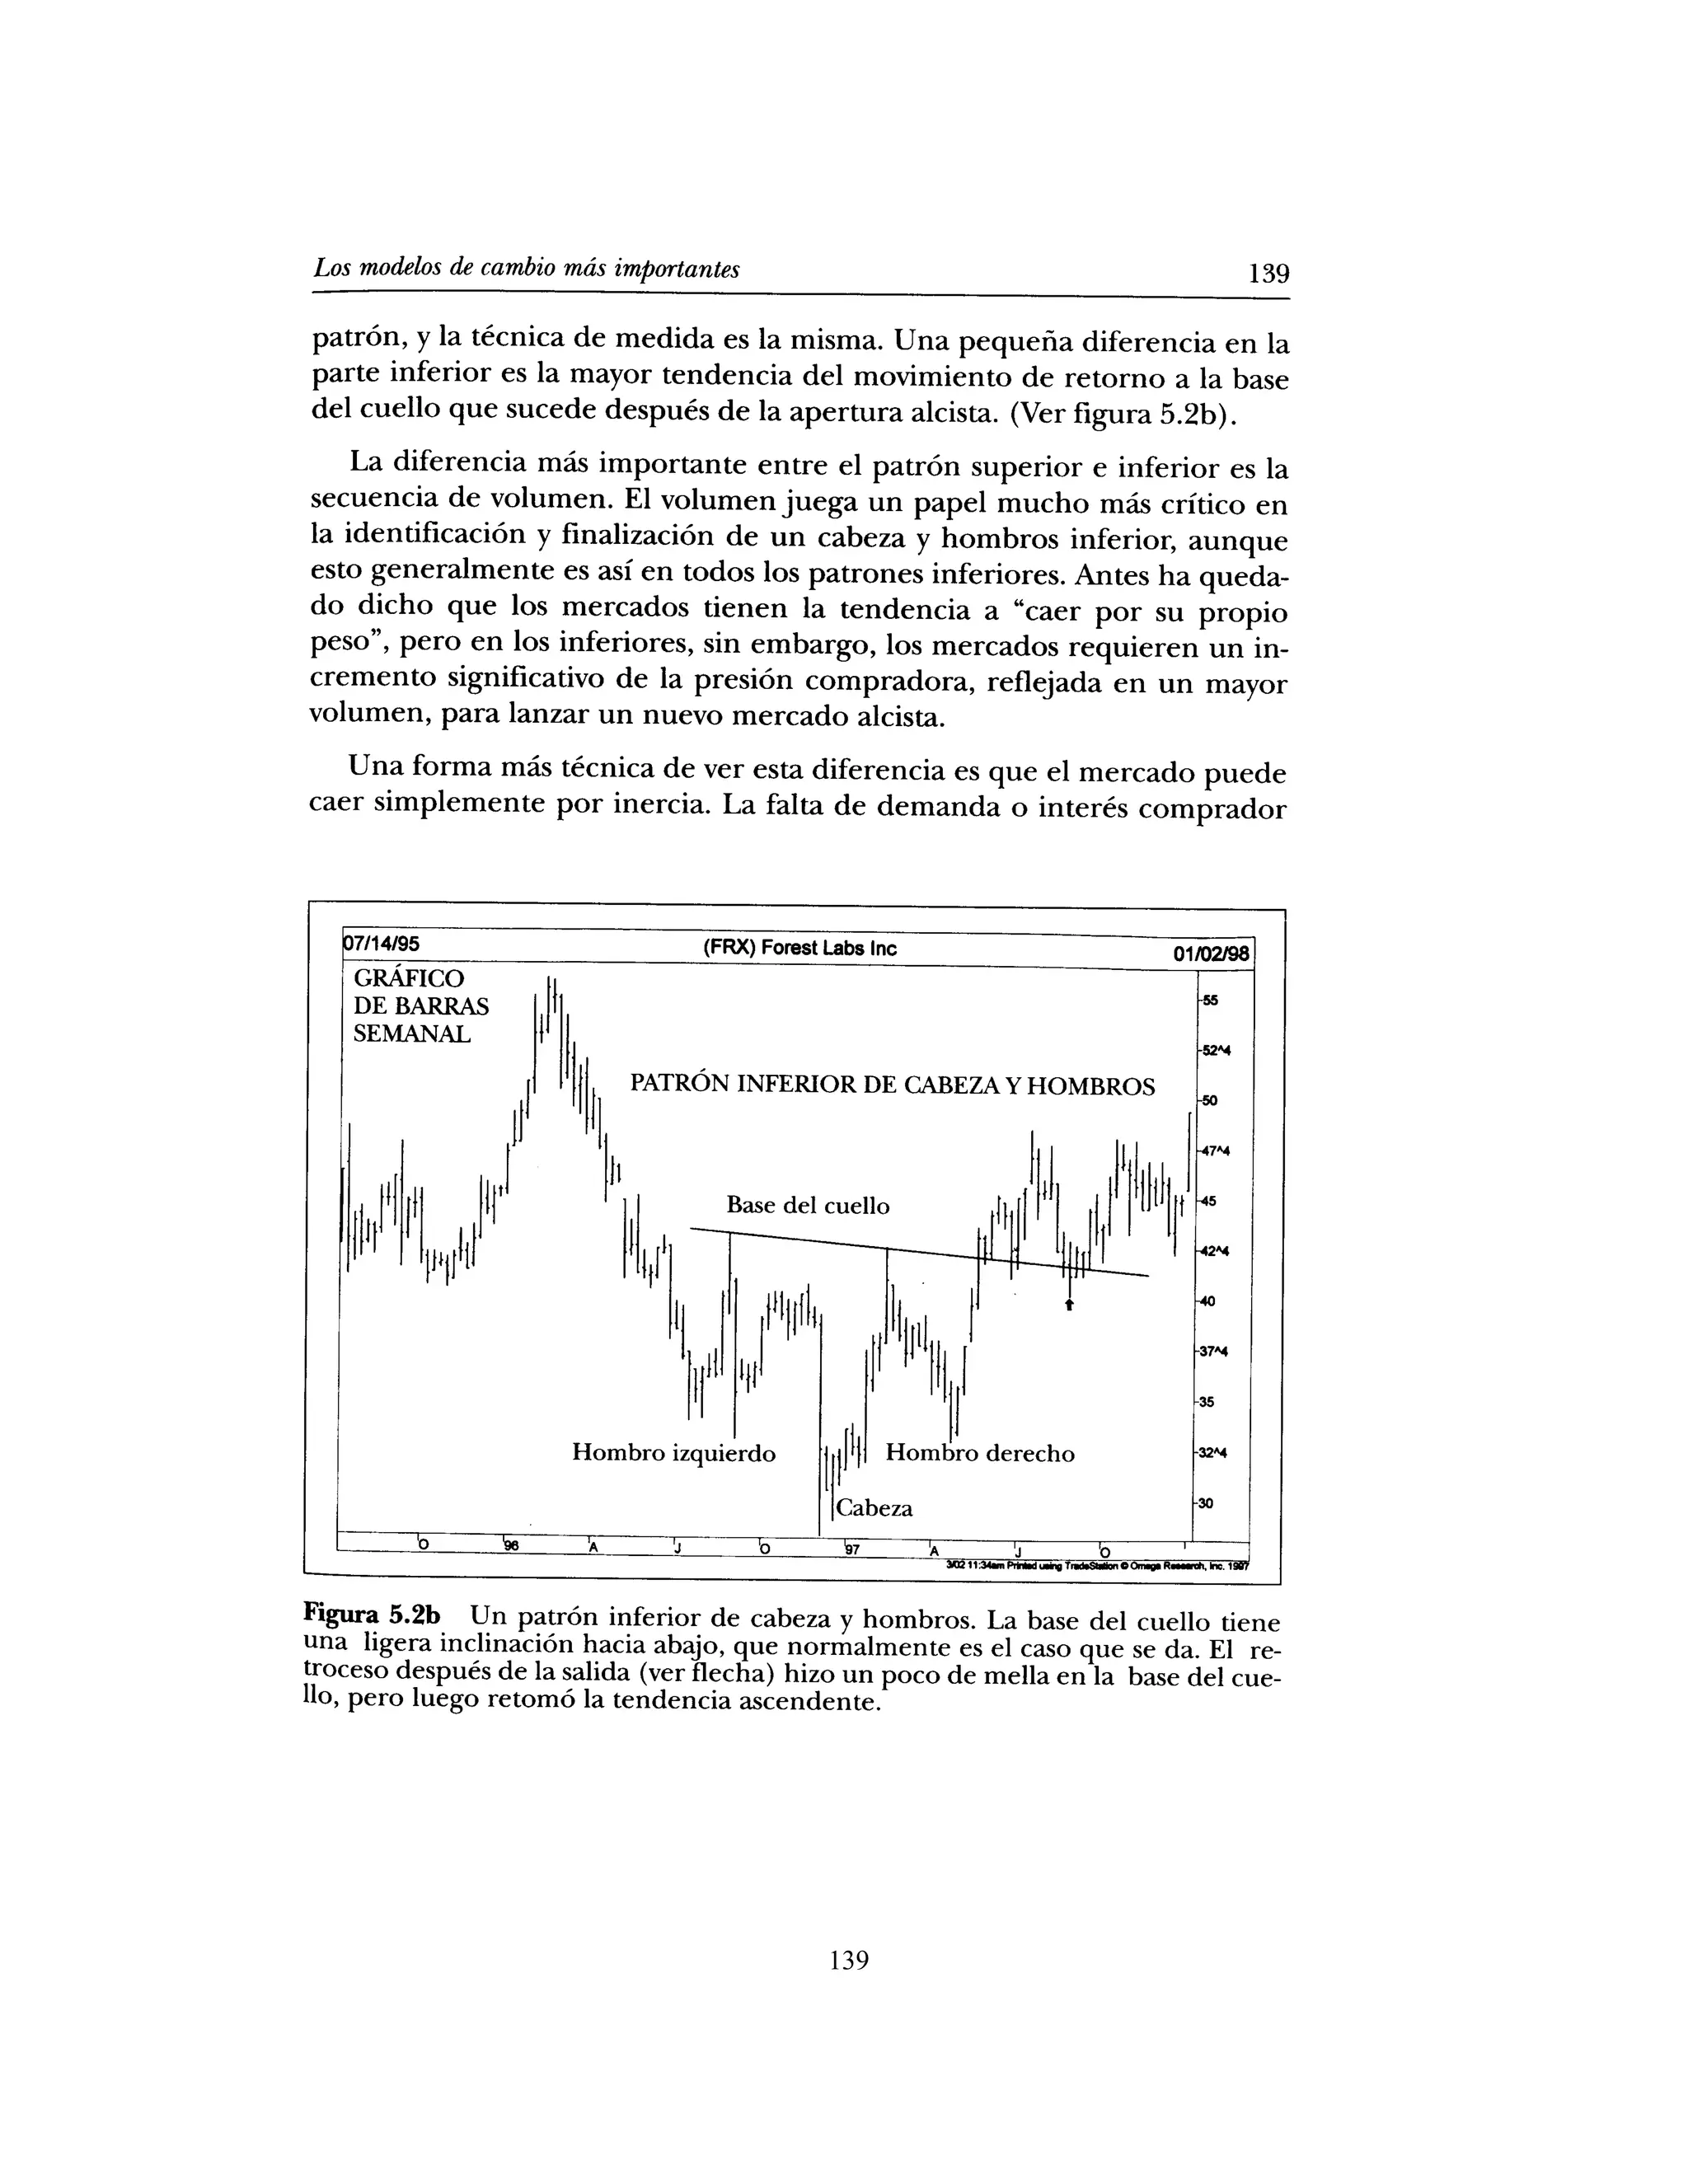 Los modelos de cambio más importantes 139
patrón, y la técnica de medida es la misma. Una pequeña diferencia en la
parte inferior es la mayor tendencia del movimiento de retorno a la base
del cuello que sucede después de la apertura alcista. (Ver figura 5.2b).
La diferencia más importante entre el patrón superior e inferior es la
secuencia de volumen. El volumen juega un papel mucho más crítico en
la identificación y finalización de un cabeza y hombros inferior, aunque
esto generalmente es así en todos los patrones inferiores. Antes ha queda-
do dicho que los mercados tienen la tendencia a “caer por su propio
peso”, pero en los inferiores, sin embargo, los mercados requieren un in-
cremento significativo de la presión compradora, reflejada en un mayor
volumen, para lanzar un nuevo mercado alcista.
Una forma más técnica de ver esta diferencia es que el mercado puede
caer simplemente por inercia. La falta de demanda o interés comprador
07/14/95 (FRX) Forest Labs Inc 01/02/98
GRÁFICO
DE BARRAS
SEMANAL
55
52^4
PATRÓN INFERIOR DE CABEZA Y HOMBROS
50
47^4
Base del cuello
45
42^4
40
37^4
35
Hombro izquierdo Hombro derecho
32^4
Cabeza
30
O 96 A J O 97 A J O
3/02 11:34am Printed using TradeStation © Omega Research, Inc. 1997
Figura 5.2b Un patrón inferior de cabeza y hombros. La base del cuello tiene
una ligera inclinación hacia abajo, que normalmente es el caso que se da. El re-
troceso después de la salida (ver flecha) hizo un poco de mella en la base del cue-
llo, pero luego retomó la tendencia ascendente.
139